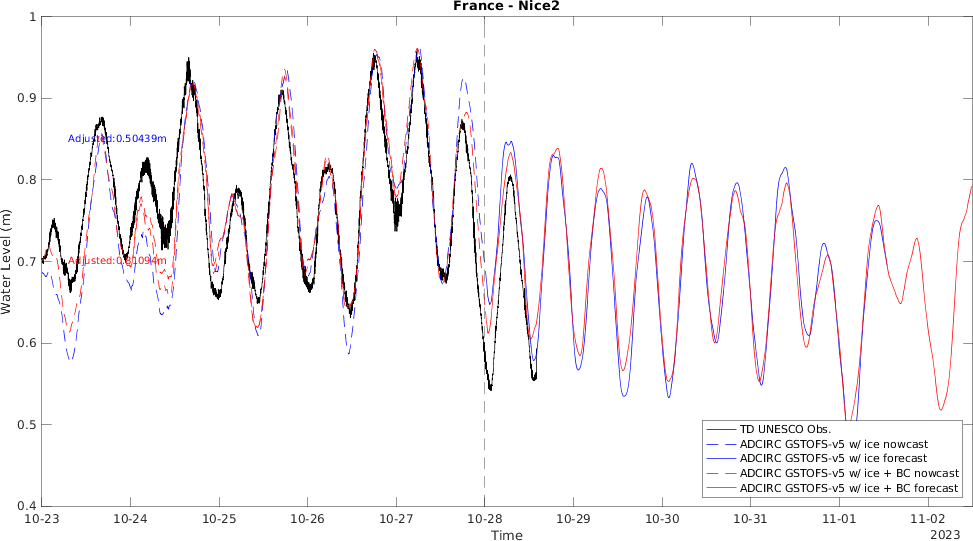 France - Nice2
1
0.9
0.8
0.7
0.6
0.5
0.4
Water Level (m)
Adjusted:0.50439m
TD UNESCO Obs.
ADCIRC GSTOFS-v5 w/ ice nowcast
ADCIRC GSTOFS-v5 w/ ice forecast
ADCIRC GSTOFS-v5 w/ ice + BC nowcast
ADCIRC GSTOFS-v5 w/ ice + BC forecast
10-23 10-24 10-25 10-26 10-27 10-28 10-29 10-30 10-31 11-01 11-02
2023
Time